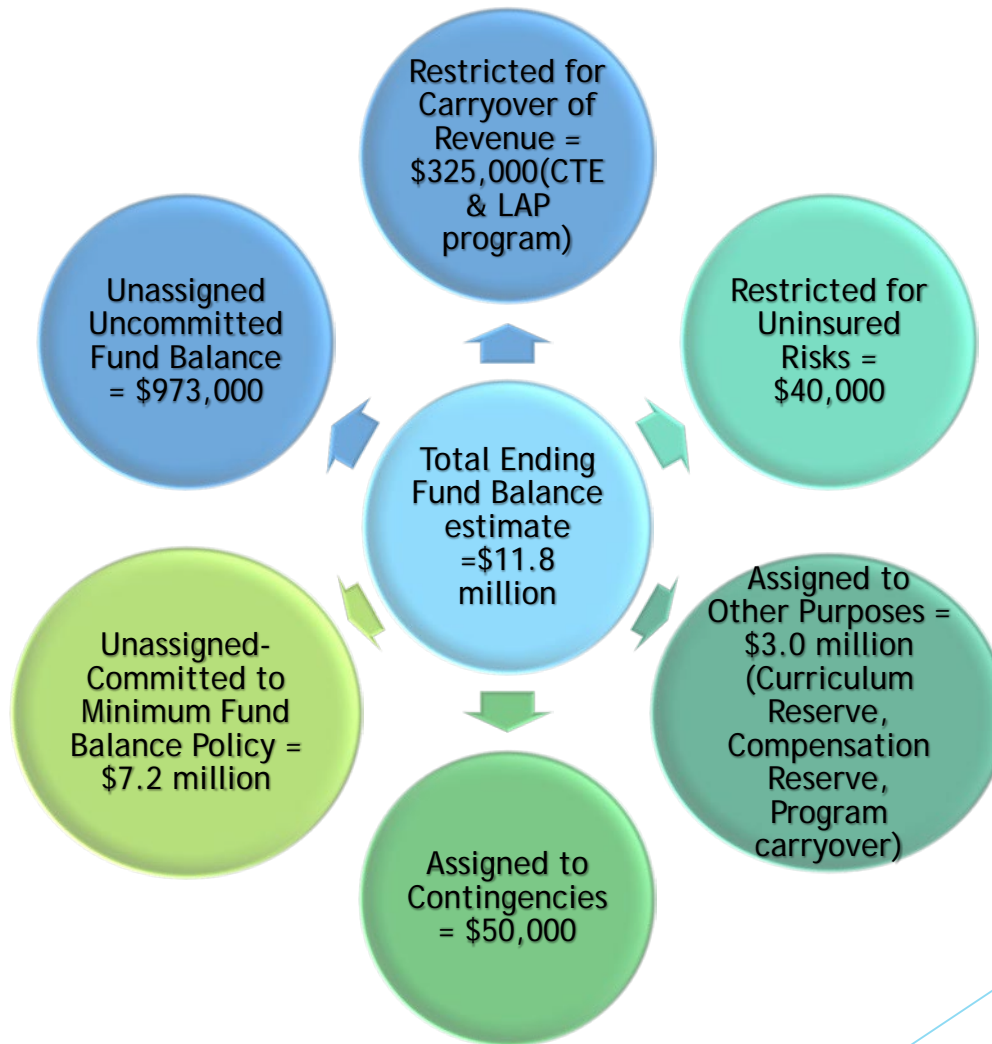 Restricted for
Carryover of
Revenue =
$325,000(CTE
& LAP
program)
Restricted for
Uninsured
Risks =
$40,000
Assigned to
Other Purposes =
$3.0 million
(Curriculum
Reserve,
Compensation
Reserve,
Program
carryover)
Assigned to
Contingencies
= $50,000
Unassigned-
Committed to
Minimum Fund
Balance Policy =
$7.2 million
Unassigned
Uncommitted
Fund Balance
= $973,000
Total Ending
Fund Balance
estimate
=$11.8
million